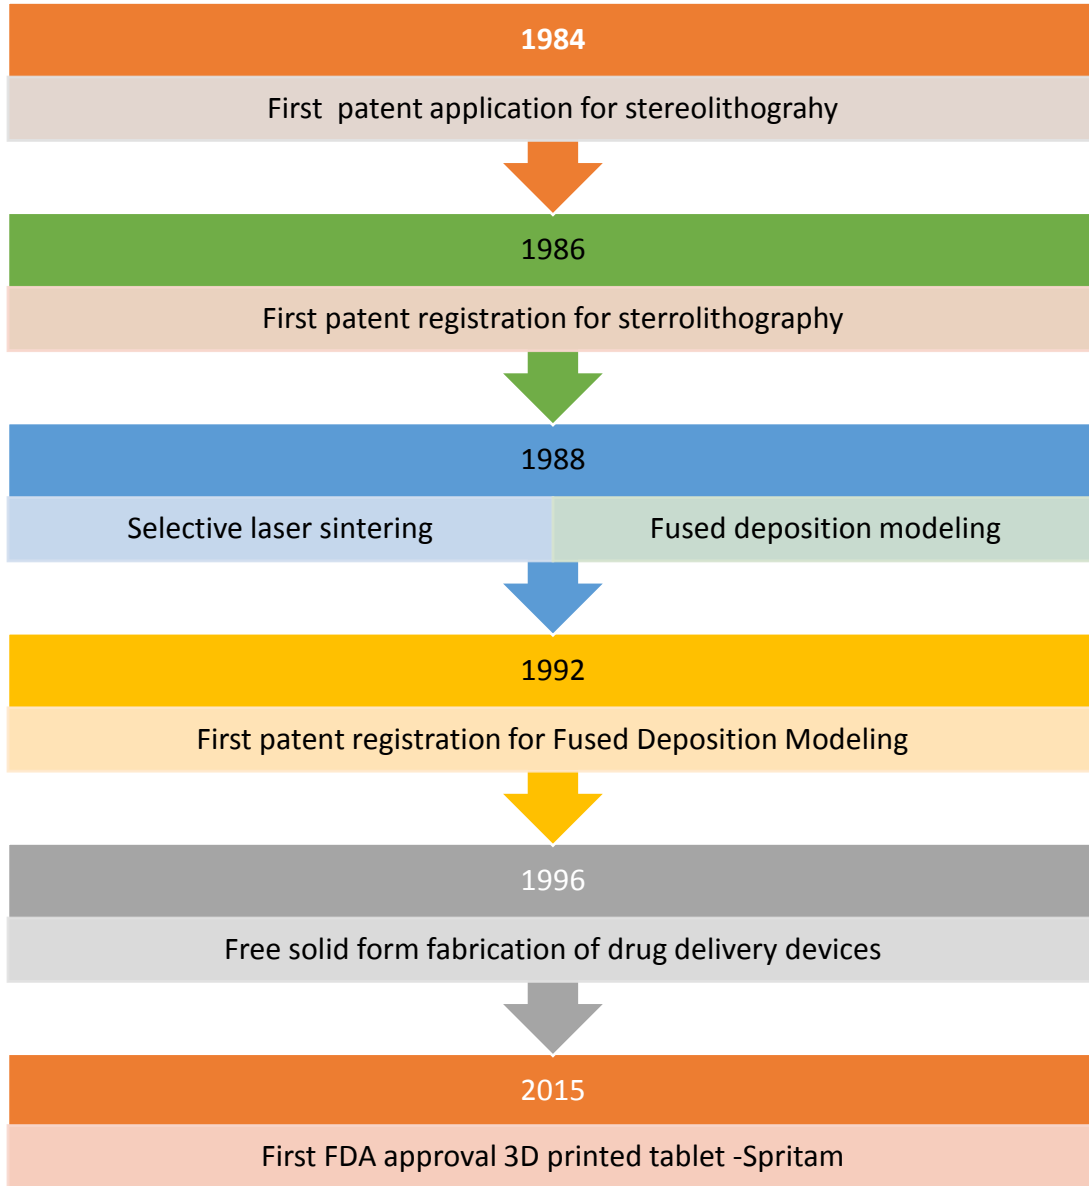 1984
First  patent application for stereolithograhy
1986
First patent registration for sterrolithography
1988
Selective laser sintering
Fused deposition modeling
1992
First patent registration for Fused Deposition Modeling
1996
Free solid form fabrication of drug delivery devices
2015
First FDA approval 3D printed tablet -Spritam